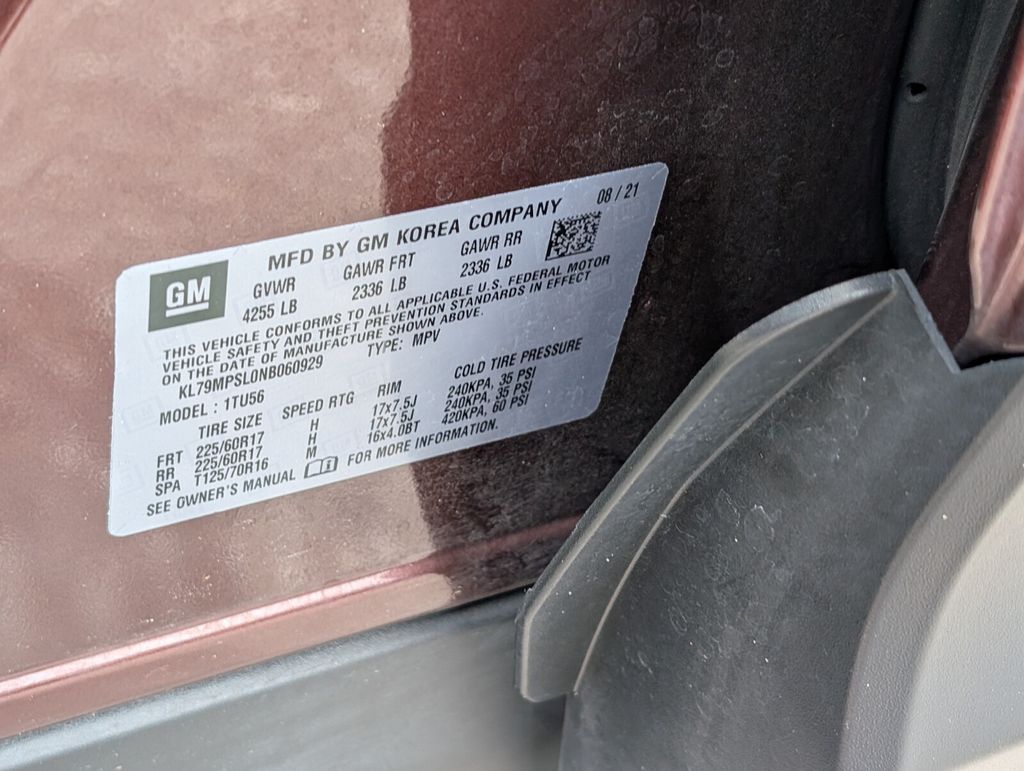 GM
MFD BY GM KOREA COMPANY 08 / 21
GVWR GAWR FRT GAWR RR
4255 LB 2336 LB 2336 LB
THIS VEHICLE CONFORMS TO ALL APPLICABLE U.S. FEDERAL MOTOR
VEHICLE SAFETY AND THEFT PREVENTION STANDARDS IN EFFECT
ON THE DATE OF MANUFACTURE SHOWN ABOVE.
KL79MPSL0NB060929 TYPE: MPV
MODEL : 1TU56
TIRE SIZE SPEED RTG RIM COLD TIRE PRESSURE
FRT 225/60R17 H 17x7.5J 240KPA, 35 PSI
RR 225/60R17 H 17x7.5J 240KPA, 35 PSI
SPA T125/70R16 M 16x4.0BT 420KPA, 60 PSI
SEE OWNER'S MANUAL FOR MORE INFORMATION.